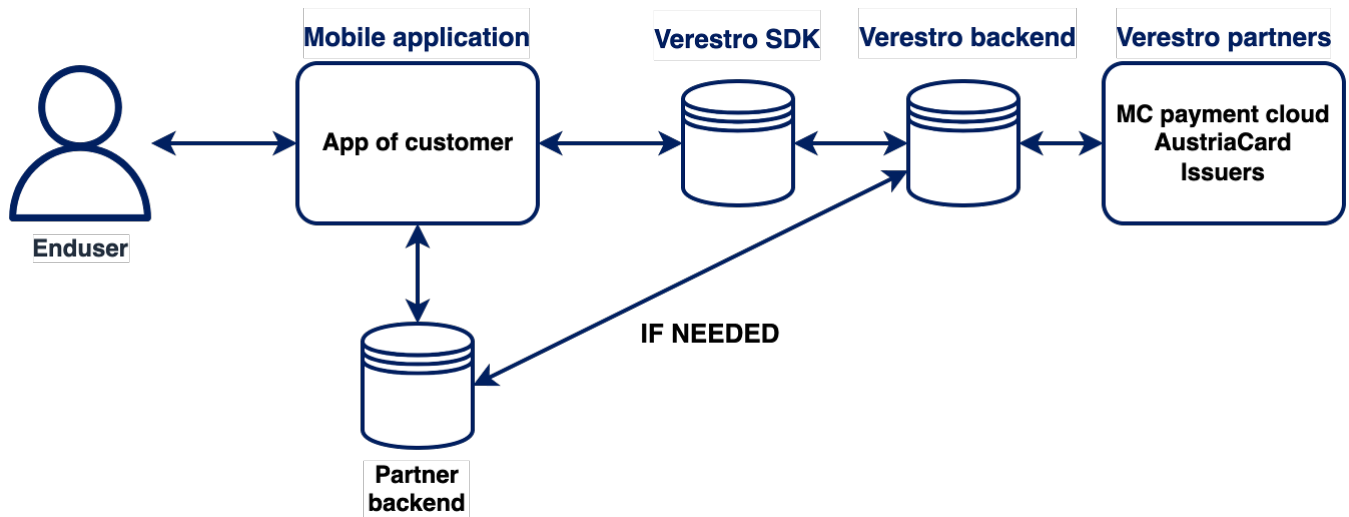 Mobile application
Verestro SDK
Verestro backend
Verestro partners
App of customer
MC payment cloud
AustriaCard
Issuers
Enduser
IF NEEDED
Partner
backend